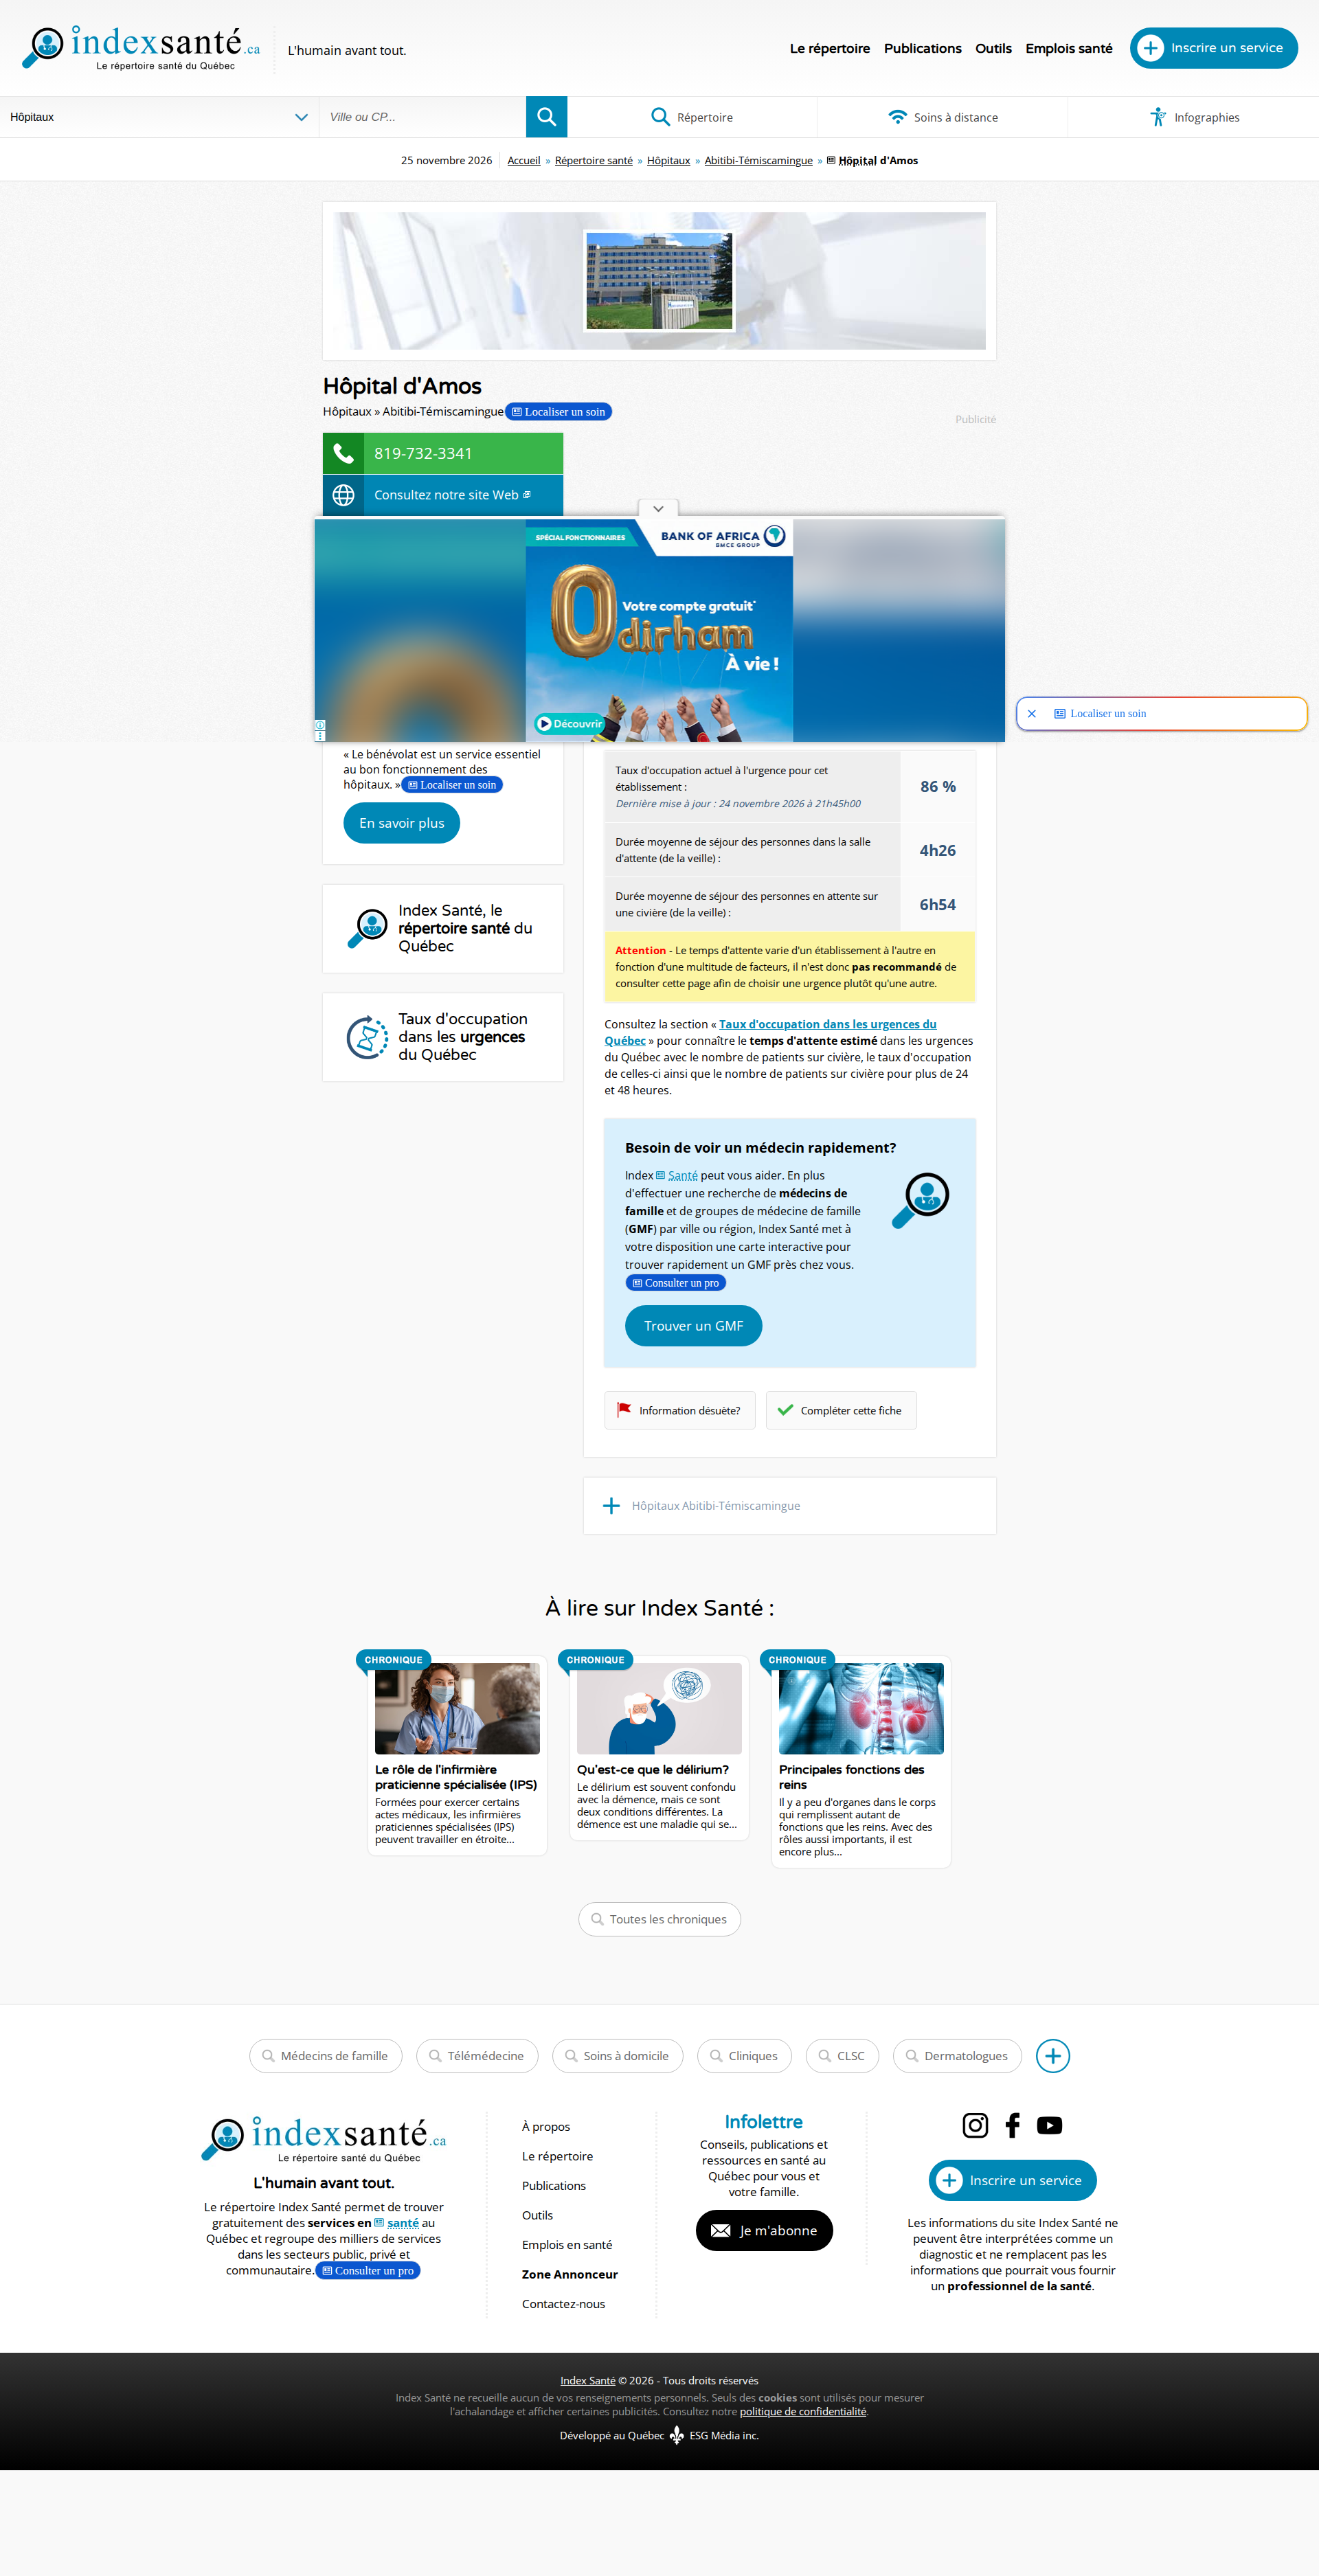 indexsanté.ca
Le répertoire santé du Québec
L'humain avant tout.
Le répertoire
Publications
Outils
Emplois santé
Inscrire un service
Hôpitaux
Ville ou CP...
Répertoire
Soins à distance
Infographies
25 novembre 2026
Accueil » Répertoire santé » Hôpitaux » Abitibi-Témiscamingue » Hôpital d'Amos
Hôpital d'Amos
Hôpitaux » Abitibi-Témiscamingue Localiser un soin
Publicité
819-732-3341
Consultez notre site Web
SPÉCIAL FONCTIONNAIRES
BANK OF AFRICA
BMCE GROUP
Votre compte gratuit*
0 dirham
À vie !
Découvrir
Localiser un soin
« Le bénévolat est un service essentiel
au bon fonctionnement des
hôpitaux. » Localiser un soin
En savoir plus
Index Santé, le
répertoire santé du
Québec
Taux d'occupation
dans les urgences
du Québec
Taux d'occupation actuel à l'urgence pour cet
établissement :
Dernière mise à jour : 24 novembre 2026 à 21h45h00
86 %
Durée moyenne de séjour des personnes dans la salle
d'attente (de la veille) :
4h26
Durée moyenne de séjour des personnes en attente sur
une civière (de la veille) :
6h54
Attention - Le temps d'attente varie d'un établissement à l'autre en
fonction d'une multitude de facteurs, il n'est donc pas recommandé de
consulter cette page afin de choisir une urgence plutôt qu'une autre.
Consultez la section « Taux d'occupation dans les urgences du
Québec » pour connaître le temps d'attente estimé dans les urgences
du Québec avec le nombre de patients sur civière, le taux d'occupation
de celles-ci ainsi que le nombre de patients sur civière pour plus de 24
et 48 heures.
Besoin de voir un médecin rapidement?
Index Santé peut vous aider. En plus
d'effectuer une recherche de médecins de
famille et de groupes de médecine de famille
(GMF) par ville ou région, Index Santé met à
votre disposition une carte interactive pour
trouver rapidement un GMF près chez vous.
Consulter un pro
Trouver un GMF
Information désuète?
Compléter cette fiche
Hôpitaux Abitibi-Témiscamingue
À lire sur Index Santé :
CHRONIQUE
Le rôle de l'infirmière
praticienne spécialisée (IPS)
Formées pour exercer certains
actes médicaux, les infirmières
praticiennes spécialisées (IPS)
peuvent travailler en étroite...
CHRONIQUE
Qu'est-ce que le délirium?
Le délirium est souvent confondu
avec la démence, mais ce sont
deux conditions différentes. La
démence est une maladie qui se...
CHRONIQUE
Principales fonctions des
reins
Il y a peu d'organes dans le corps
qui remplissent autant de
fonctions que les reins. Avec des
rôles aussi importants, il est
encore plus...
Toutes les chroniques
Médecins de famille
Télémédecine
Soins à domicile
Cliniques
CLSC
Dermatologues
indexsanté.ca
Le répertoire santé du Québec
L'humain avant tout.
Le répertoire Index Santé permet de trouver
gratuitement des services en santé au
Québec et regroupe des milliers de services
dans les secteurs public, privé et
communautaire. Consulter un pro
À propos
Le répertoire
Publications
Outils
Emplois en santé
Zone Annonceur
Contactez-nous
Infolettre
Conseils, publications et
ressources en santé au
Québec pour vous et
votre famille.
Je m'abonne
Inscrire un service
Les informations du site Index Santé ne
peuvent être interprétées comme un
diagnostic et ne remplacent pas les
informations que pourrait vous fournir
un professionnel de la santé.
Index Santé © 2026 - Tous droits réservés
Index Santé ne recueille aucun de vos renseignements personnels. Seuls des cookies sont utilisés pour mesurer
l'achalandage et afficher certaines publicités. Consultez notre politique de confidentialité.
Développé au Québec ESG Média inc.